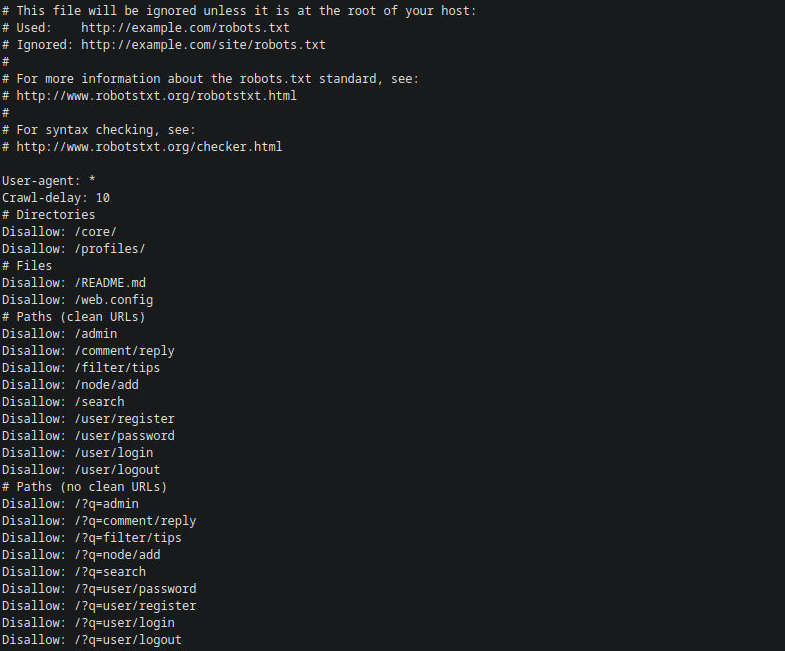 # This file will be ignored unless it is at the root of your host:
# Used:    http://example.com/robots.txt
# Ignored: http://example.com/site/robots.txt
#
# For more information about the robots.txt standard, see:
# http://www.robotstxt.org/robotstxt.html
#
# For syntax checking, see:
# http://www.robotstxt.org/checker.html

User-agent: *
Crawl-delay: 10
# Directories
Disallow: /core/
Disallow: /profiles/
# Files
Disallow: /README.md
Disallow: /web.config
# Paths (clean URLs)
Disallow: /admin
Disallow: /comment/reply
Disallow: /filter/tips
Disallow: /node/add
Disallow: /search
Disallow: /user/register
Disallow: /user/password
Disallow: /user/login
Disallow: /user/logout
# Paths (no clean URLs)
Disallow: /?q=admin
Disallow: /?q=comment/reply
Disallow: /?q=filter/tips
Disallow: /?q=node/add
Disallow: /?q=search
Disallow: /?q=user/password
Disallow: /?q=user/register
Disallow: /?q=user/login
Disallow: /?q=user/logout